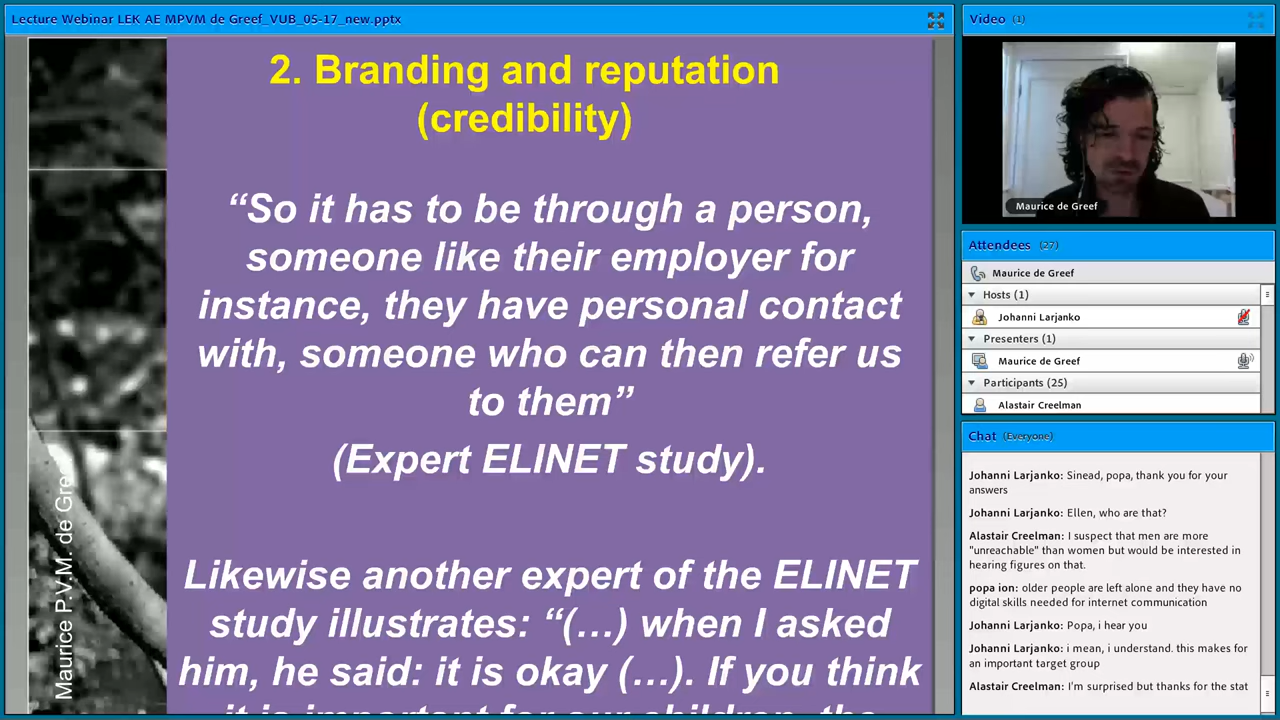 Lecture Webinar LEK AE MPVM de Greef_VUB_05-17_new.pptx
2. Branding and reputation
(credibility)
“So it has to be through a person,
someone like their employer for
instance, they have personal contact
with, someone who can then refer us
to them”
(Expert ELINET study).
Likewise another expert of the ELINET
study illustrates: “(…) when I asked
him, he said: it is okay (…). If you think
it is important for our children, the
Maurice P.V.M. de Greef
Video (1)
Maurice de Greef
Attendees (27)
Maurice de Greef
Hosts (1)
Johanni Larjanko
Presenters (1)
Maurice de Greef
Participants (25)
Alastair Creelman
Chat (Everyone)
Johanni Larjanko: Sinead, popa, thank you for your
answers
Johanni Larjanko: Ellen, who are that?
Alastair Creelman: I suspect that men are more
"unreachable" than women but would be interested in
hearing figures on that.
popa ion: older people are left alone and they have no
digital skills needed for internet communication
Johanni Larjanko: Popa, i hear you
Johanni Larjanko: i mean, i understand. this makes for
an important target group
Alastair Creelman: I'm surprised but thanks for the stat